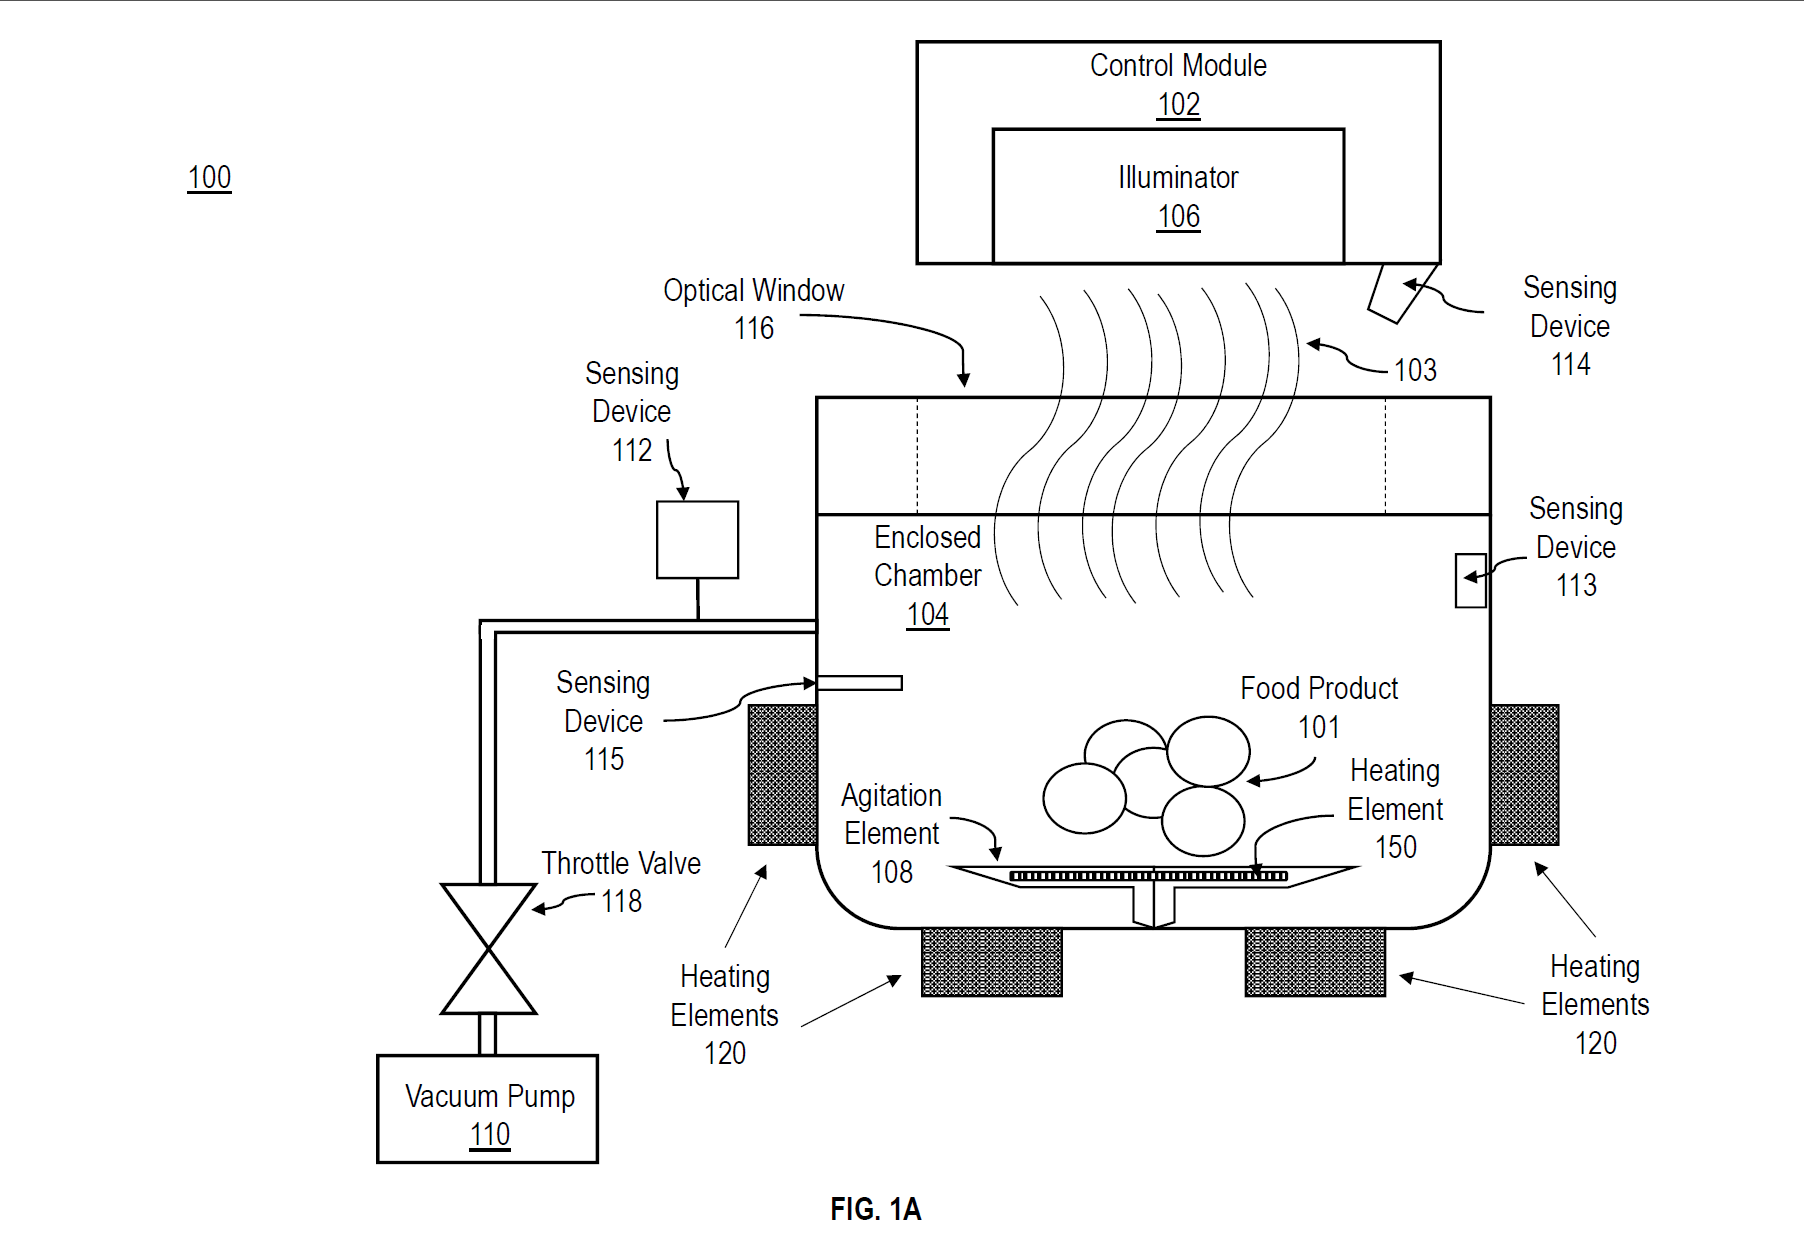 Control Module
102
Illuminator
106
100
Optical Window
116
Sensing
Device
114
103
Sensing
Device
112
Enclosed
Chamber
104
Sensing
Device
113
Sensing
Device
115
Food Product
101
Heating
Element
150
Agitation
Element
108
Throttle Valve
118
Heating
Elements
120
Heating
Elements
120
Vacuum Pump
110
FIG. 1A